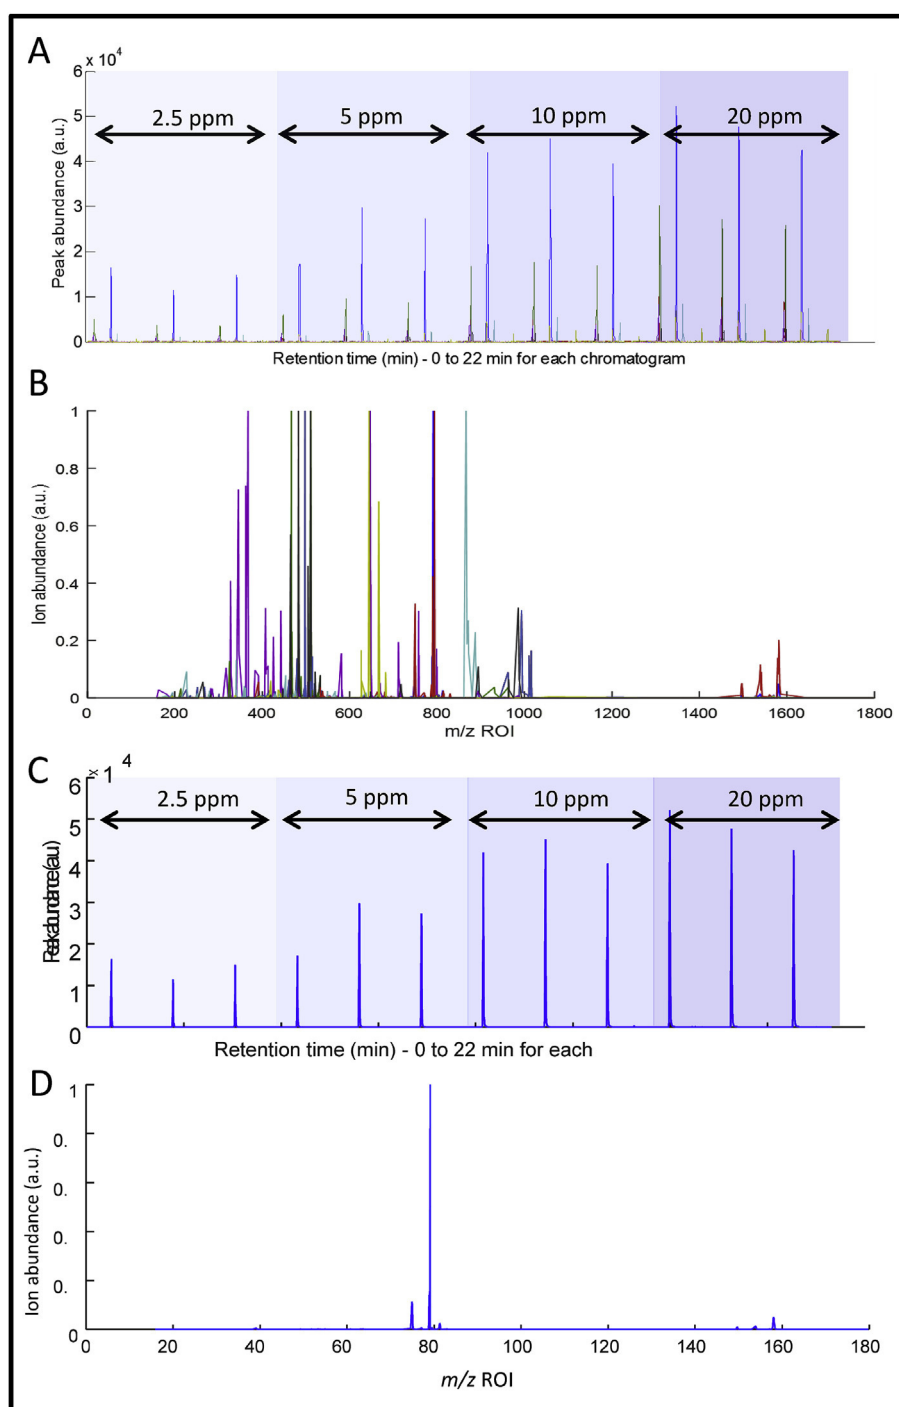 A
× 10⁴
6
5
4
3
2
1
0
Peak abundance (a.u.)
2.5 ppm
5 ppm
10 ppm
20 ppm
Retention time (min) - 0 to 22 min for each chromatogram
B
1
0.8
0.6
0.4
0.2
0
Ion abundance (a.u.)
0 200 400 600 800 1000 1200 1400 1600 1800
m/z ROI
C
× 1 4
6
5
4
3
2
1
0
2.5 ppm
5 ppm
10 ppm
20 ppm
Retention time (min) - 0 to 22 min for each
D
1
0.
0.
0.
0.
0
Ion abundance (a.u.)
0 20 40 60 80 100 120 140 160 180
m/z ROI